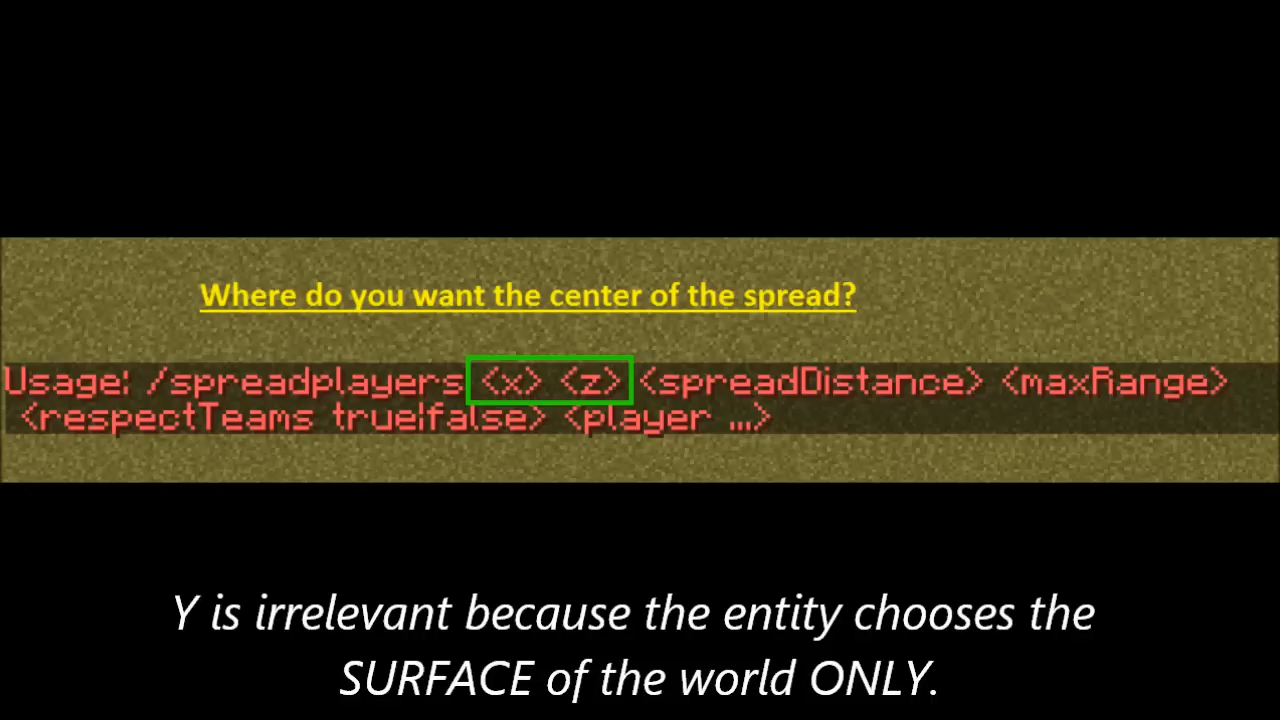 Where do you want the center of the spread?
Usage: /spreadplayers <x> <z> <spreadDistance> <maxRange>
<respectTeams true|false> <player ...>
Y is irrelevant because the entity chooses the
SURFACE of the world ONLY.